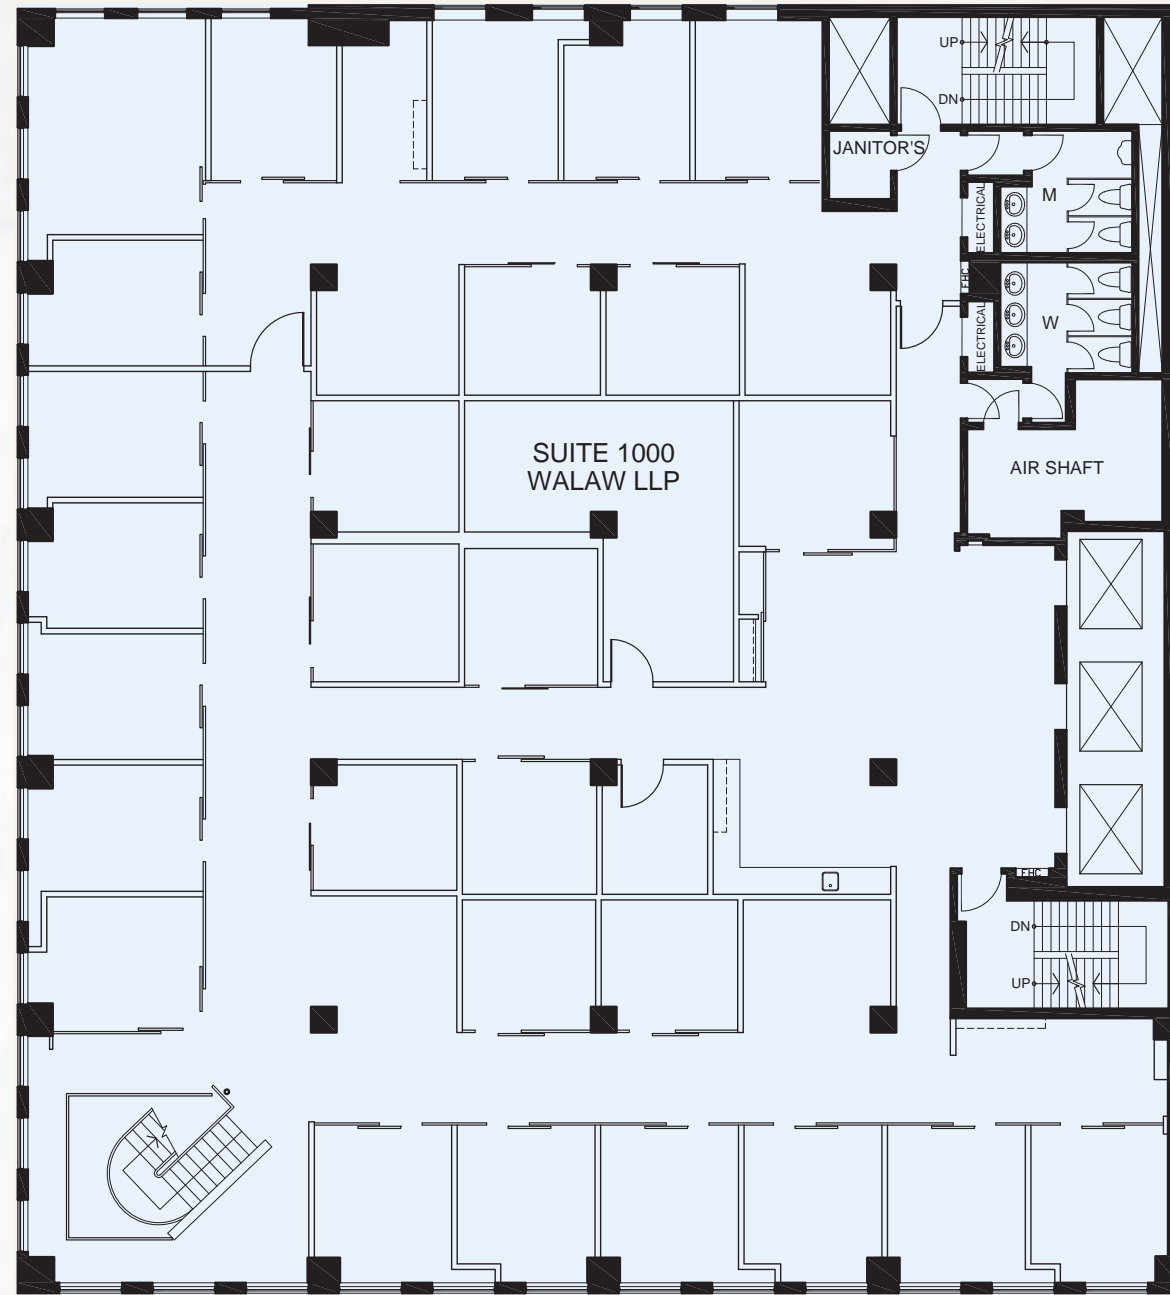 UP
DN
JANITOR'S
M
ELECTRICAL
FHC
W
ELECTRICAL
SUITE 1000
WALAW LLP
AIR SHAFT
FHC
DN
UP